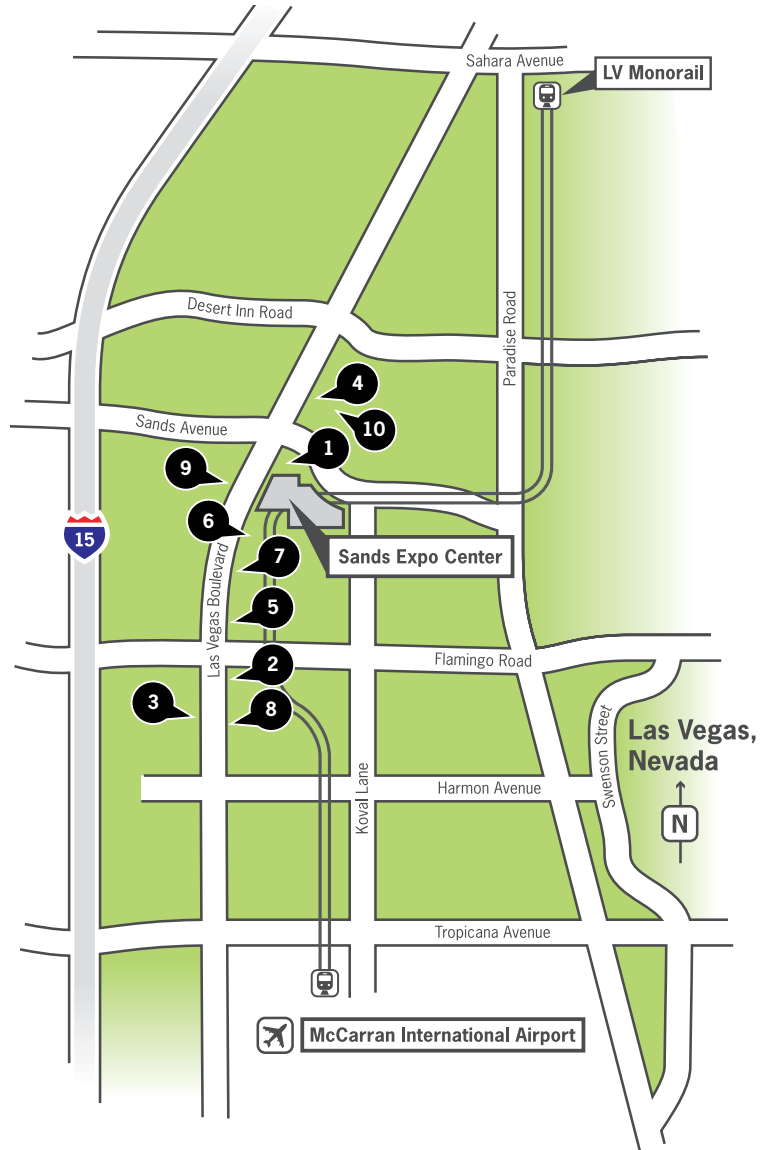 Sahara Avenue
LV Monorail
Desert Inn Road
Paradise Road
4
Sands Avenue
10
1
9
6
15
7
Sands Expo Center
Las Vegas Boulevard
5
Flamingo Road
2
3
8
Swenson Street
Las Vegas,
Nevada
Koval Lane
Harmon Avenue
N
Tropicana Avenue
McCarran International Airport